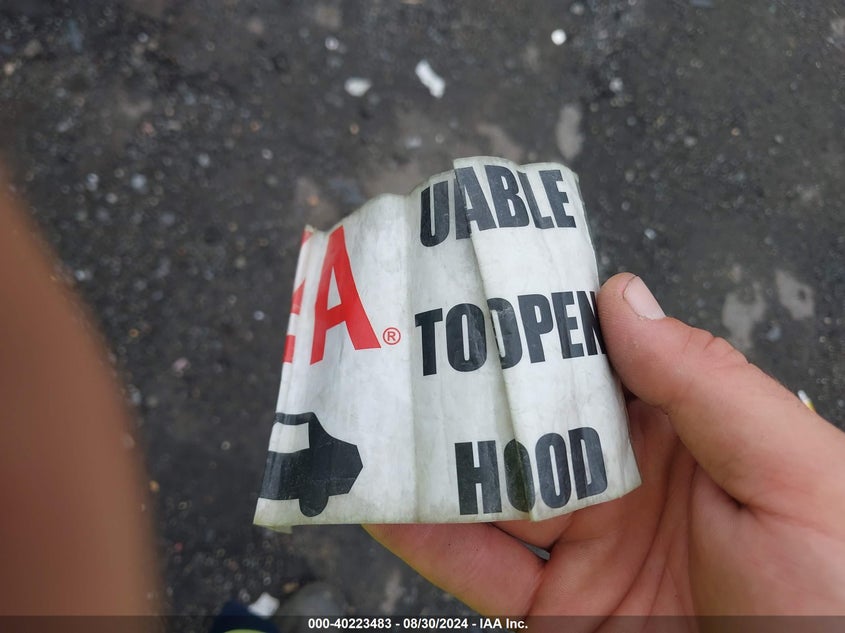 UABLE
A®
TOOPEN
HOOD
000-40223483 - 08/30/2024 - IAA Inc.